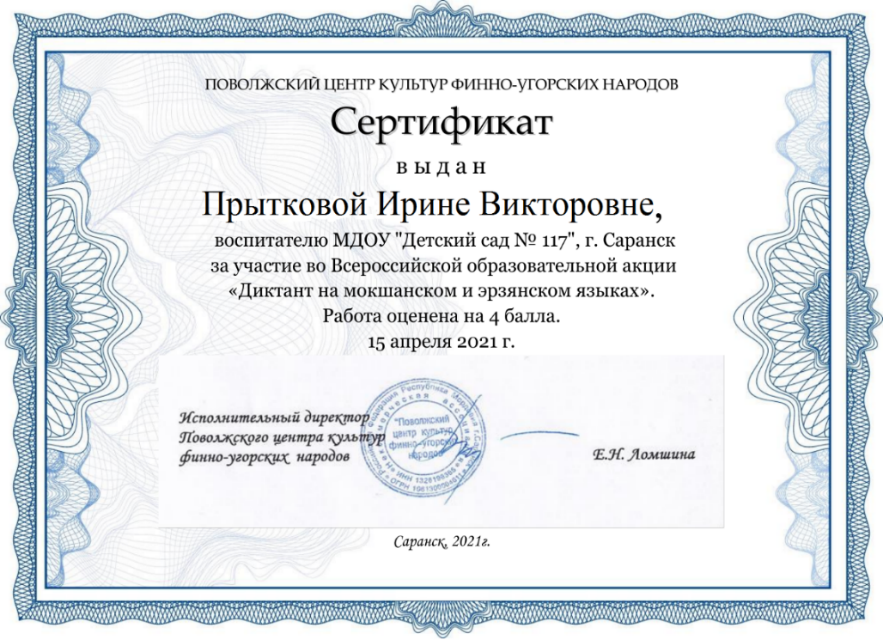 ПОВОЛЖСКИЙ ЦЕНТР КУЛЬТУР ФИННО-УГОРСКИХ НАРОДОВ
Сертификат
выдан
Прытковой Ирине Викторовне,
воспитателю МДОУ "Детский сад № 117", г. Саранск
за участие во Всероссийской образовательной акции
«Диктант на мокшанском и эрзянском языках».
Работа оценена на 4 балла.
15 апреля 2021 г.
Исполнительный директор
Поволжского центра культур
финно-угорских народов
"Поволжский
центр культур
финно-угорских
народов"
Е.Н. Ломшина
Саранск, 2021г.